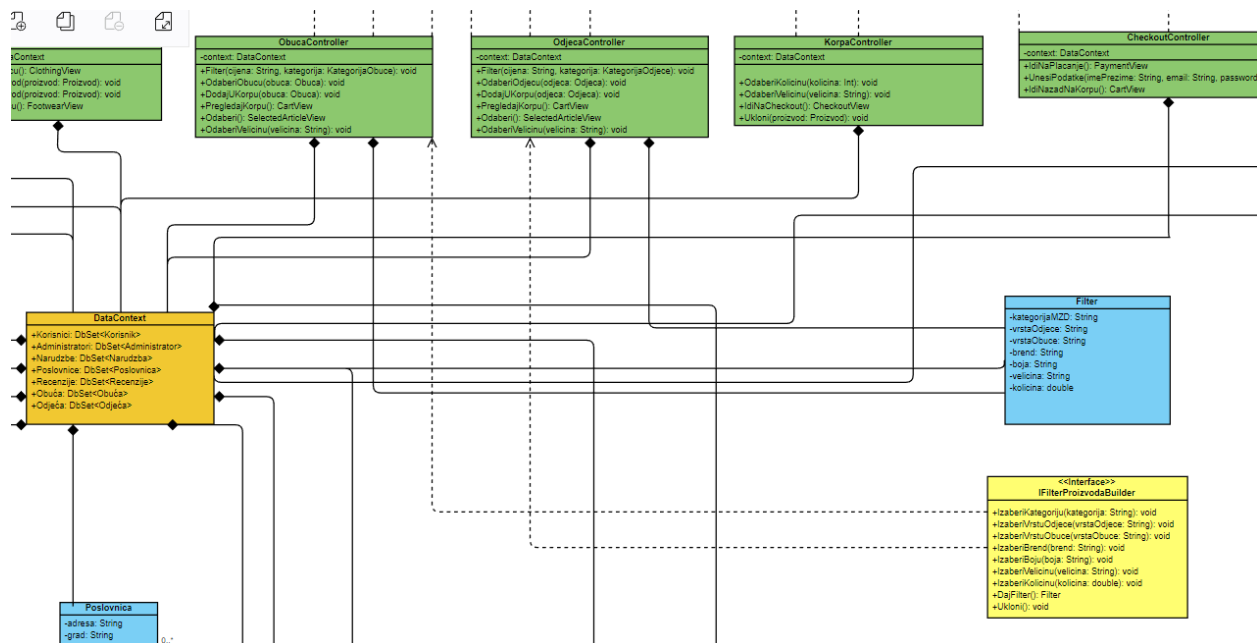 aContext
cu(): ClothingView
vod(proizvod: Proizvod): void
vod(proizvod: Proizvod): void
u(): FootwearView
ObucaController
-context: DataContext
+Filter(cijena: String, kategorija: KategorijaObuce): void
+OdaberiObucu(obuca: Obuca): void
+DodajUKorpu(obuca: Obuca): void
+PregledajKorpu(): CartView
+Odaberi(): SelectedArticleView
+OdaberiVelicinu(velicina: String): void
OdjecaController
-context: DataContext
+Filter(cijena: String, kategorija: KategorijaOdjece): void
+OdaberiOdjecu(odjeca: Odjeca): void
+DodajUKorpu(odjeca: Odjeca): void
+PregledajKorpu(): CartView
+Odaberi(): SelectedArticleView
+OdaberiVelicinu(velicina: String): void
KorpaController
-context: DataContext
+OdaberiKolicinu(kolicina: Int): void
+OdaberiVelicinu(velicina: String): void
+IdiNaCheckout(): CheckoutView
+Ukloni(proizvod: Proizvod): void
CheckoutController
-context: DataContext
+IdiNaPlacanje(): PaymentView
+UnesiPodatke(imePrezime: String, email: String, password
+IdiNazadNaKorpu(): CartView
DataContext
+Korisnici: DbSet<Korisnik>
+Administratori: DbSet<Administrator>
+Narudzbe: DbSet<Narudzba>
+Poslovnice: DbSet<Poslovnica>
+Recenzije: DbSet<Recenzije>
+Obuća: DbSet<Obuća>
+Odjeća: DbSet<Odjeća>
Filter
-kategorijaMZD: String
-vrstaOdjece: String
-vrstaObuce: String
-brend: String
-boja: String
-velicina: String
-kolicina: double
<<Interface>>
IFilterProizvodaBuilder
+IzaberiKategoriju(kategorija: String): void
+IzaberiVrstuOdjece(vrstaOdjece: String): void
+IzaberiVrstuObuce(vrstaObuce: String): void
+IzaberiBrend(brend: String): void
+IzaberiBoju(boja: String): void
+IzaberiVelicinu(velicina: String): void
+IzaberiKolicinu(kolicina: double): void
+DajFilter(): Filter
+Ukloni(): void
Poslovnica
-adresa: String
-grad: String
0..*